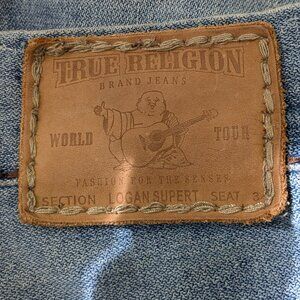 TRUE RELIGION
BRAND JEANS
WORLD TOUR
FASHION FOR THE SENSES
SECTION LOGAN SUPERT SEAT 3